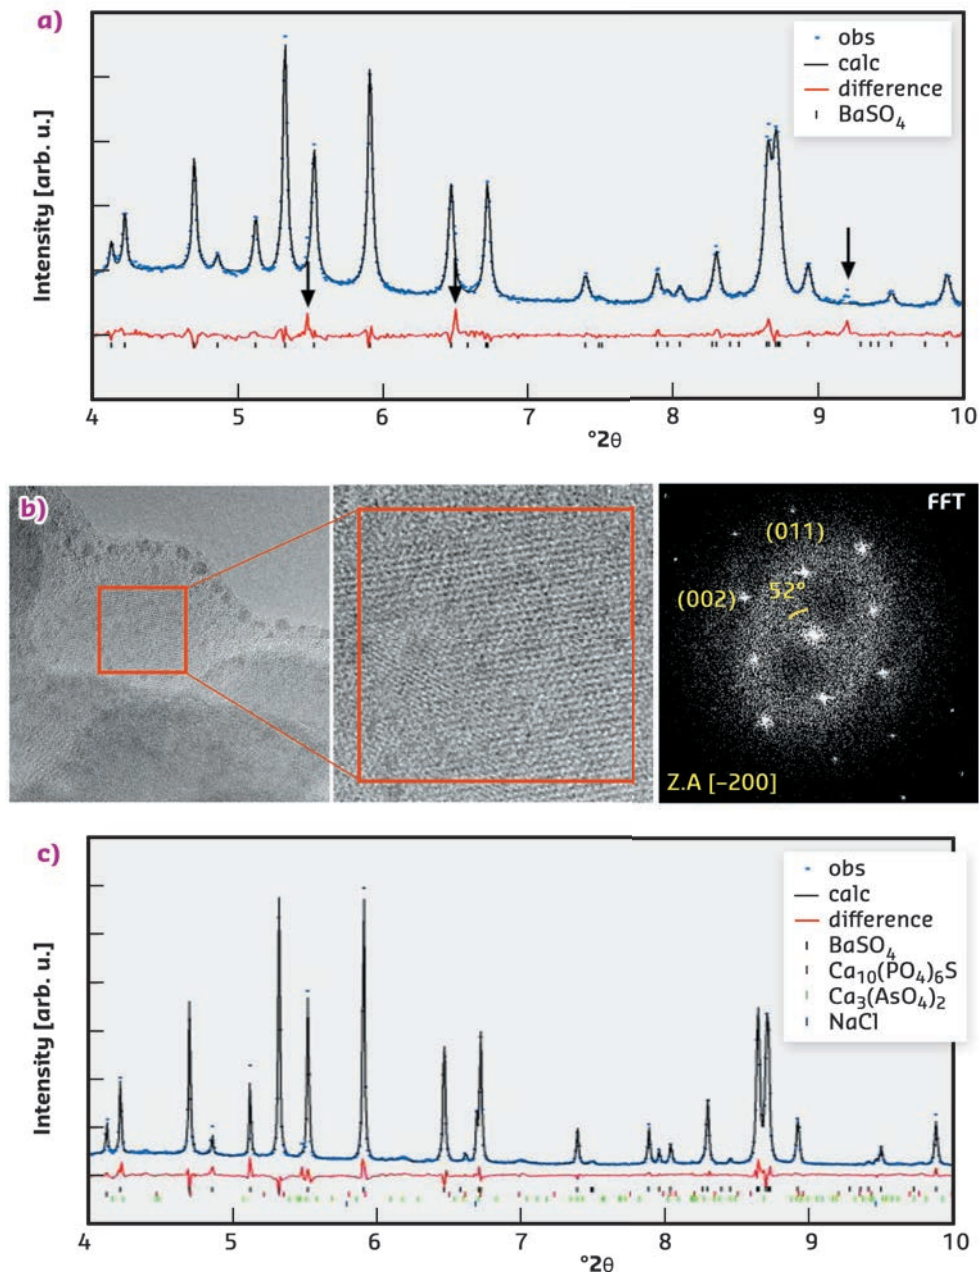 a)
obs
calc
difference
BaSO₄
Intensity [arb. u.]
4 5 6 7 8 9 10
°2θ
b)
FFT
(011)
52°
(002)
Z.A [-200]
c)
obs
calc
difference
BaSO₄
Ca₁₀(PO₄)₆S
Ca₃(AsO₄)₂
NaCl
Intensity [arb. u.]
4 5 6 7 8 9 10
°2θ